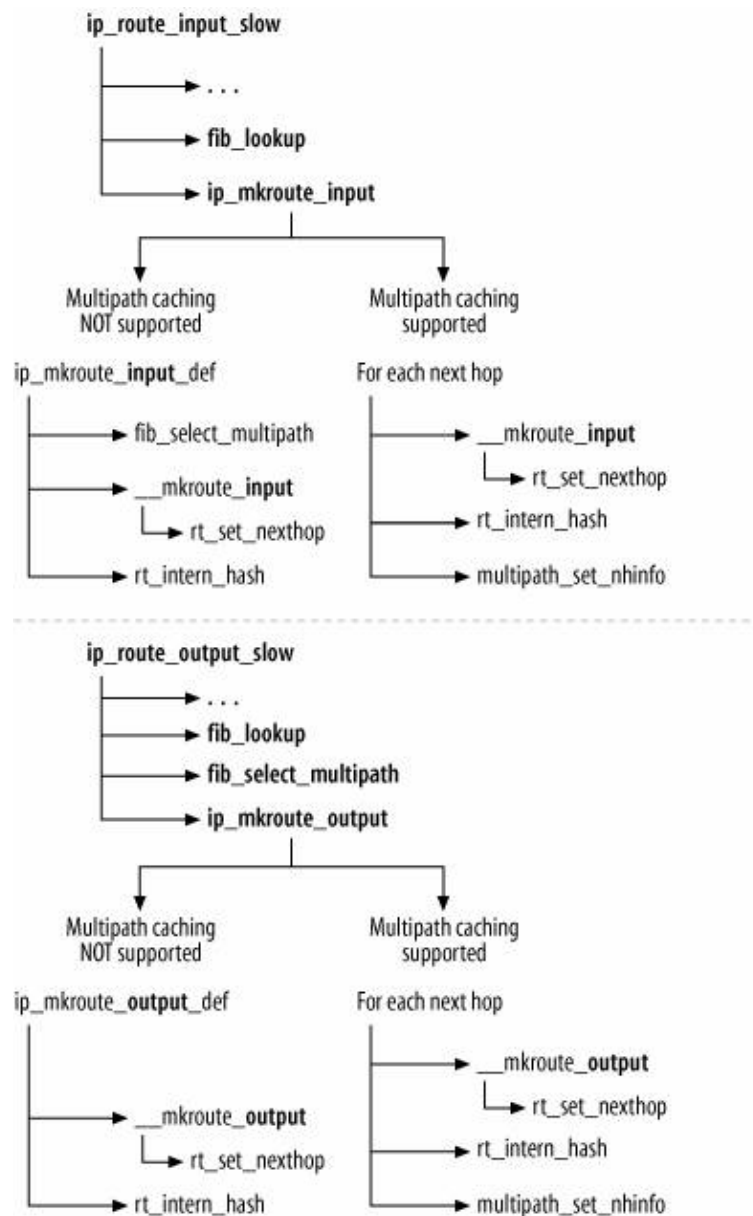 ip_route_input_slow
. . .
fib_lookup
ip_mkroute_input
Multipath caching
NOT supported
Multipath caching
supported
ip_mkroute_input_def
fib_select_multipath
__mkroute_input
rt_set_nexthop
rt_intern_hash
For each next hop
__mkroute_input
rt_set_nexthop
rt_intern_hash
multipath_set_nhinfo
ip_route_output_slow
. . .
fib_lookup
fib_select_multipath
ip_mkroute_output
Multipath caching
NOT supported
Multipath caching
supported
ip_mkroute_output_def
__mkroute_output
rt_set_nexthop
rt_intern_hash
For each next hop
__mkroute_output
rt_set_nexthop
rt_intern_hash
multipath_set_nhinfo